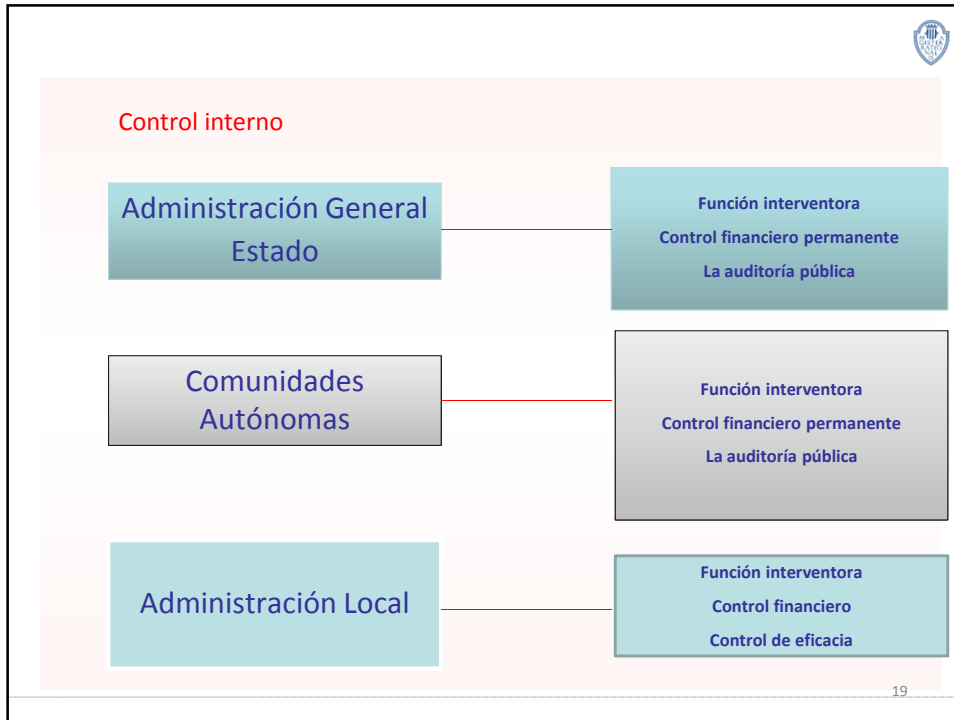 Control interno
Administración General
Estado
Función interventora
Control financiero permanente
La auditoría pública
Comunidades
Autónomas
Función interventora
Control financiero permanente
La auditoría pública
Administración Local
Función interventora
Control financiero
Control de eficacia
19